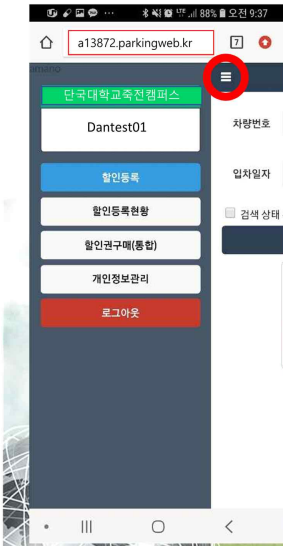 88% 오전 9:37
a13872.parkingweb.kr
7
amano
단국대학교죽전캠퍼스
Dantest01
차량번호
할인등록
입차일자
할인등록현황
검색 상태
할인권구매(통합)
개인정보관리
로그아웃